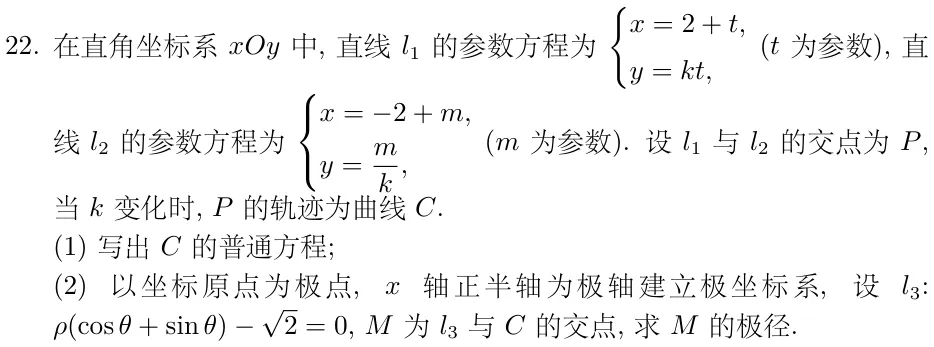 22. 在直角坐标系 xOy 中, 直线 l₁ 的参数方程为 { x = 2 + t, y = kt, (t 为参数), 直
线 l₂ 的参数方程为 { x = −2 + m, y = m/k, (m 为参数). 设 l₁ 与 l₂ 的交点为 P,
当 k 变化时, P 的轨迹为曲线 C.
(1) 写出 C 的普通方程;
(2) 以坐标原点为极点, x 轴正半轴为极轴建立极坐标系, 设 l₃:
ρ(cos θ + sin θ) − √2 = 0, M 为 l₃ 与 C 的交点, 求 M 的极径.